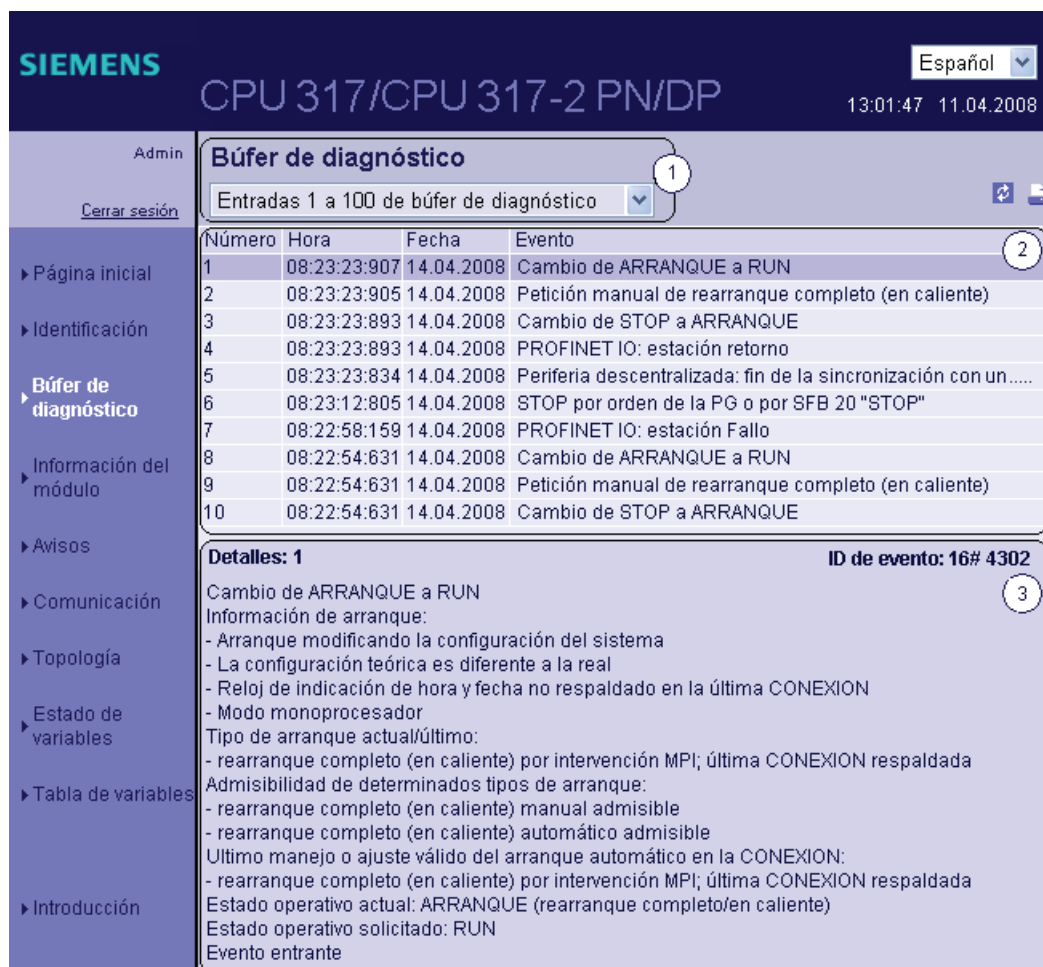 SIEMENS
CPU 317/CPU 317-2 PN/DP
Español
13:01:47 11.04.2008
Admin
Cerrar sesión
Página inicial
Identificación
Búfer de
diagnóstico
Información del
módulo
Avisos
Comunicación
Topología
Estado de
variables
Tabla de variables
Introducción
Búfer de diagnóstico
1
Entradas 1 a 100 de búfer de diagnóstico
Número Hora Fecha Evento
2
1 08:23:23:907 14.04.2008 Cambio de ARRANQUE a RUN
2 08:23:23:905 14.04.2008 Petición manual de rearranque completo (en caliente)
3 08:23:23:893 14.04.2008 Cambio de STOP a ARRANQUE
4 08:23:23:893 14.04.2008 PROFINET IO: estación retorno
5 08:23:23:834 14.04.2008 Periferia descentralizada: fin de la sincronización con un.....
6 08:23:12:805 14.04.2008 STOP por orden de la PG o por SFB 20 "STOP"
7 08:22:58:159 14.04.2008 PROFINET IO: estación Fallo
8 08:22:54:631 14.04.2008 Cambio de ARRANQUE a RUN
9 08:22:54:631 14.04.2008 Petición manual de rearranque completo (en caliente)
10 08:22:54:631 14.04.2008 Cambio de STOP a ARRANQUE
Detalles: 1 ID de evento: 16# 4302
3
Cambio de ARRANQUE a RUN
Información de arranque:
- Arranque modificando la configuración del sistema
- La configuración teórica es diferente a la real
- Reloj de indicación de hora y fecha no respaldado en la última CONEXION
- Modo monoprocesador
Tipo de arranque actual/último:
- rearranque completo (en caliente) por intervención MPI; última CONEXION respaldada
Admisibilidad de determinados tipos de arranque:
- rearranque completo (en caliente) manual admisible
- rearranque completo (en caliente) automático admisible
Ultimo manejo o ajuste válido del arranque automático en la CONEXION:
- rearranque completo (en caliente) por intervención MPI; última CONEXION respaldada
Estado operativo actual: ARRANQUE (rearranque completo/en caliente)
Estado operativo solicitado: RUN
Evento entrante